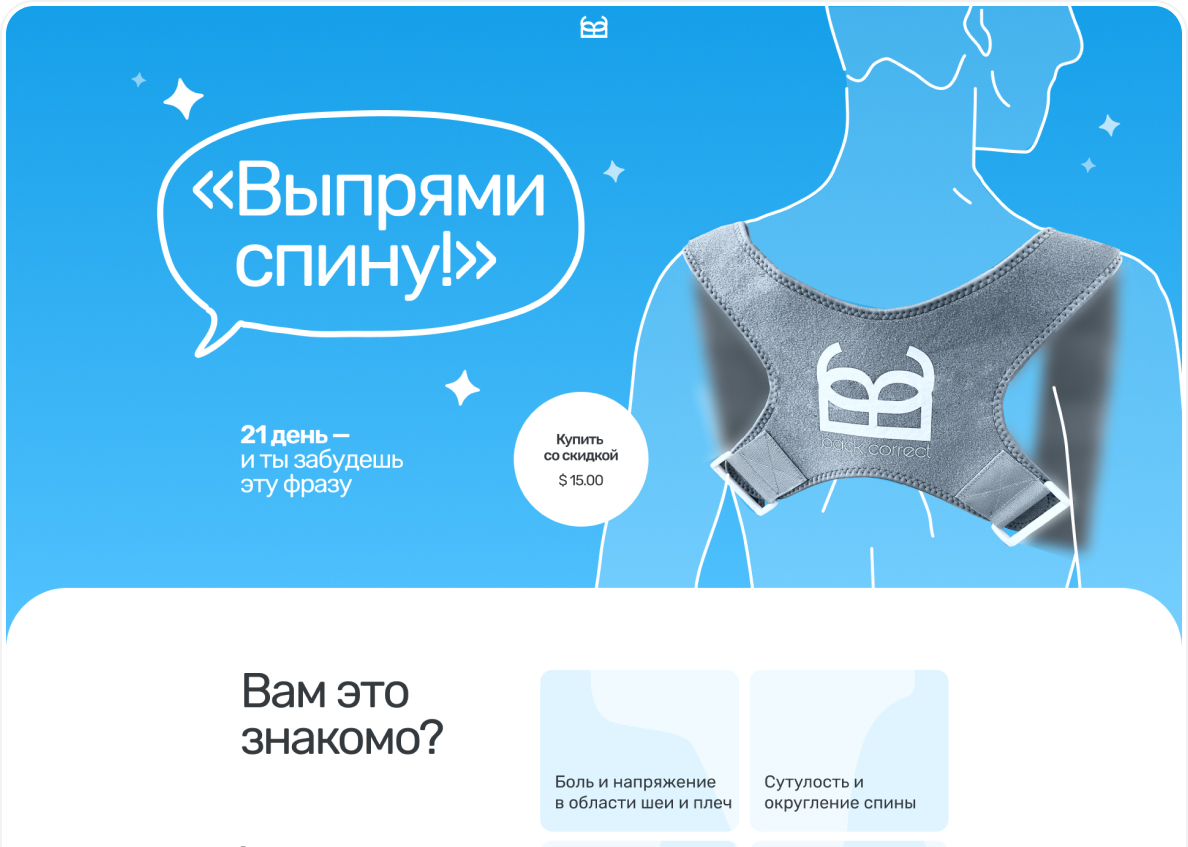 «Выпрями
спину!»
21 день —
и ты забудешь
эту фразу
Купить
со скидкой
$ 15.00
correct
Вам это
знакомо?
Боль и напряжение
в области шеи и плеч
Сутулость и
округление спины